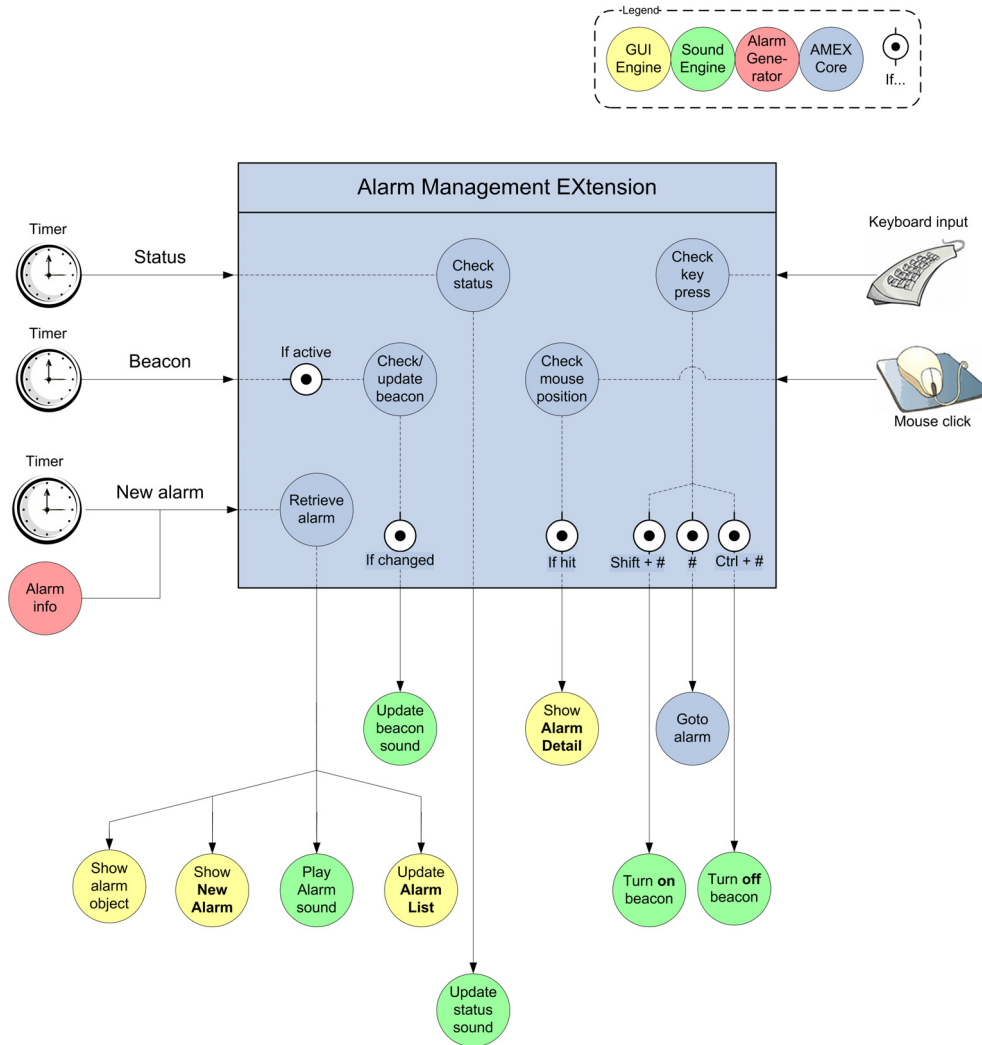 Legend
GUI
Engine
Sound
Engine
Alarm
Gene-
rator
AMEX
Core
If...
Alarm Management EXtension
Timer
Status
Check
status
Check
key
press
Keyboard input
Timer
Beacon
If active
Check/
update
beacon
Check
mouse
position
Mouse click
Timer
New alarm
Retrieve
alarm
If changed
If hit
Shift + #
#
Ctrl + #
Alarm
info
Update
beacon
sound
Show
Alarm
Detail
Goto
alarm
Show
alarm
object
Show
New
Alarm
Play
Alarm
sound
Update
Alarm
List
Turn on
beacon
Turn off
beacon
Update
status
sound